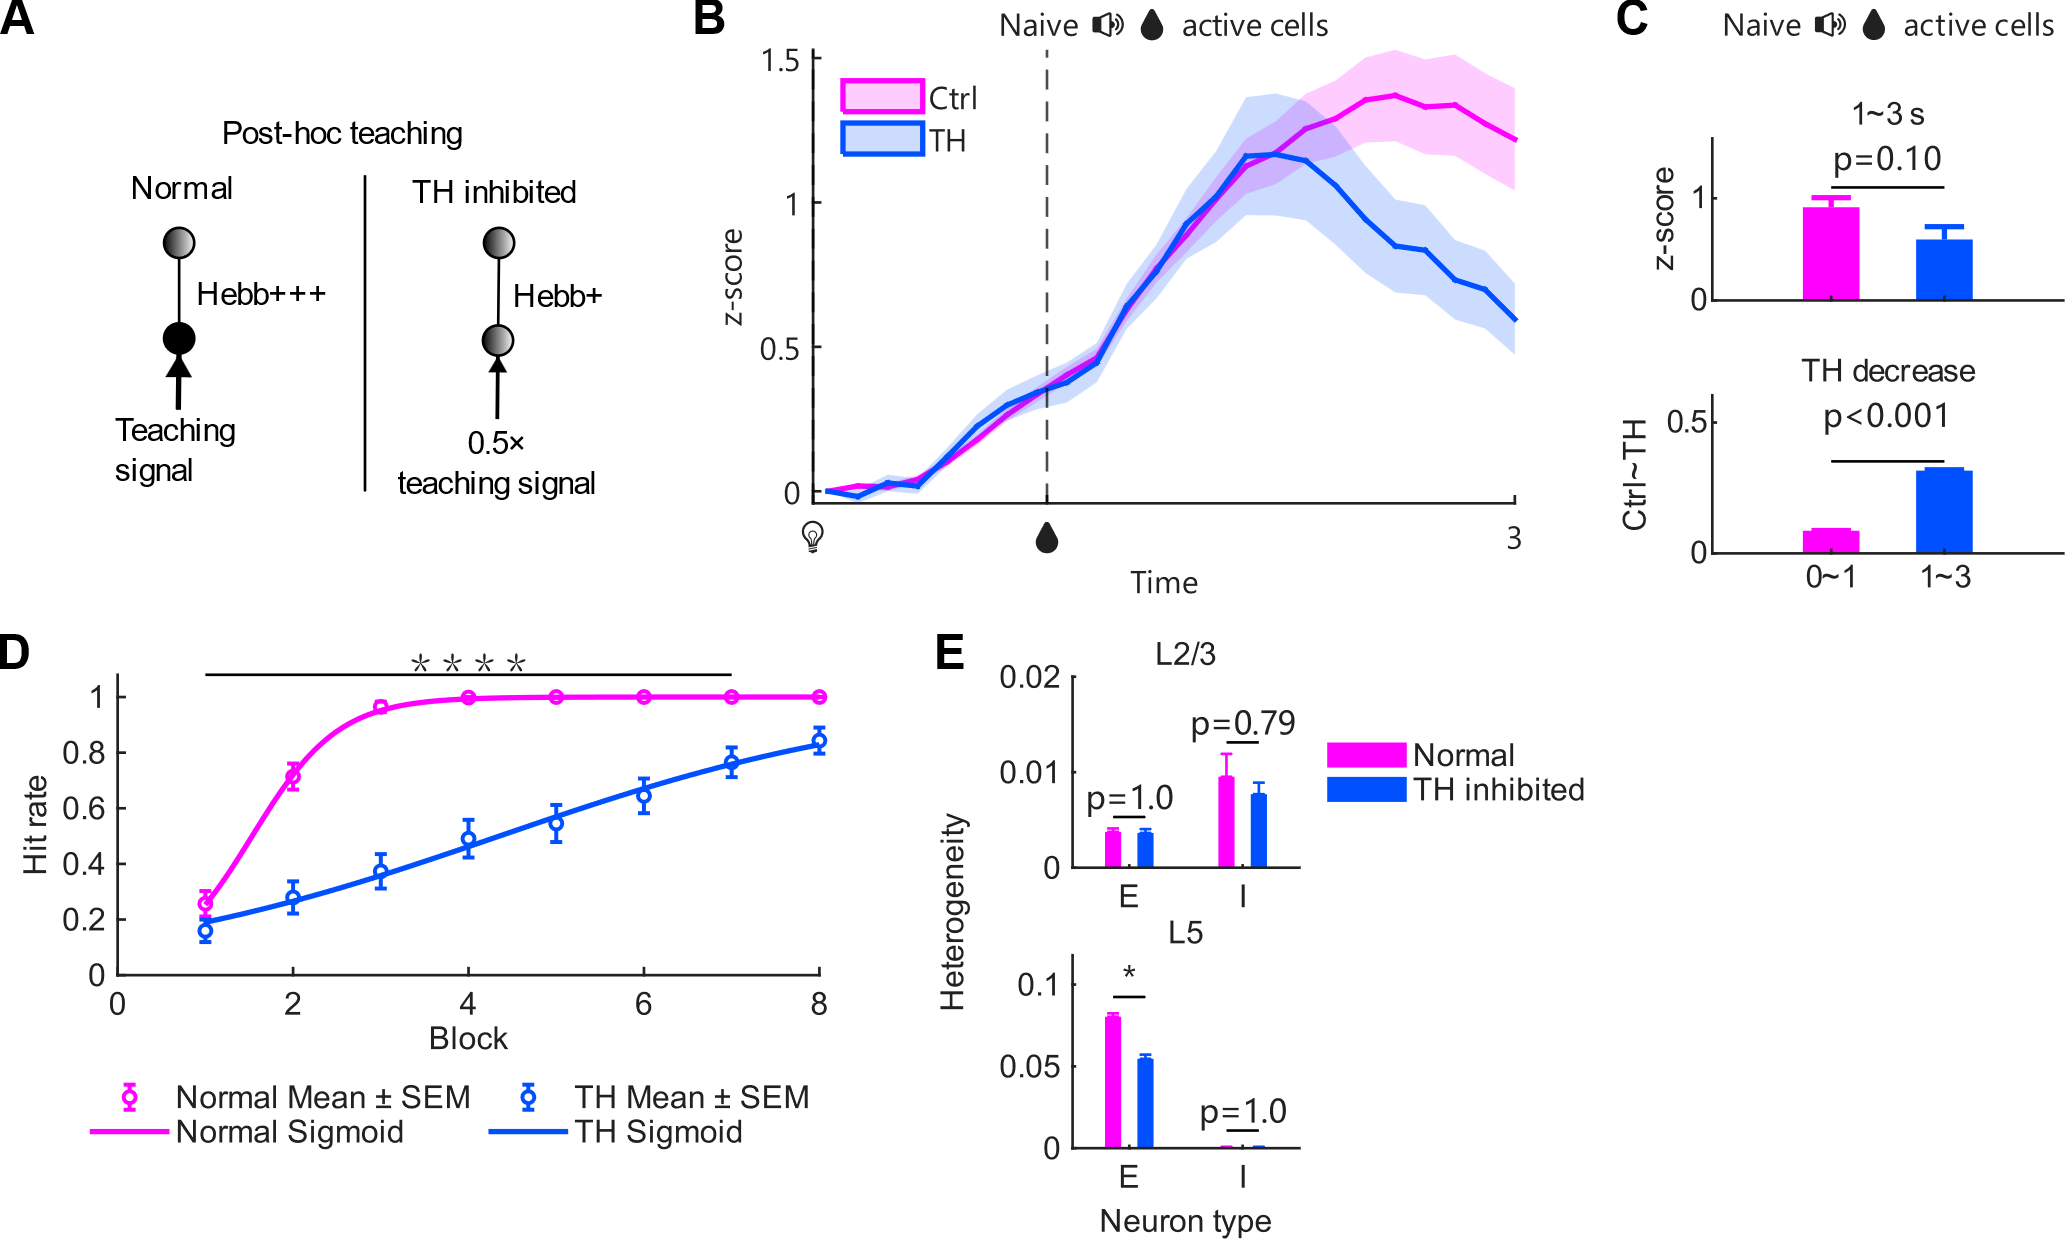 A
Post-hoc teaching
Normal
TH inhibited
Hebb+++
Hebb+
Teaching
signal
0.5×
teaching signal
B
Naive active cells
1.5
1
0.5
0
z-score
Ctrl
TH
3
Time
C
Naive active cells
1~3 s
p=0.10
z-score
1
0
TH decrease
p<0.001
Ctrl~TH
0.5
0
0~1 1~3
D
****
Hit rate
1
0.8
0.6
0.4
0.2
0
0 2 4 6 8
Block
Normal Mean ± SEM
TH Mean ± SEM
Normal Sigmoid
TH Sigmoid
E
L2/3
0.02
0.01
0
p=1.0
p=0.79
E I
Normal
TH inhibited
Heterogeneity
L5
0.1
0.05
0
*
p=1.0
E I
Neuron type